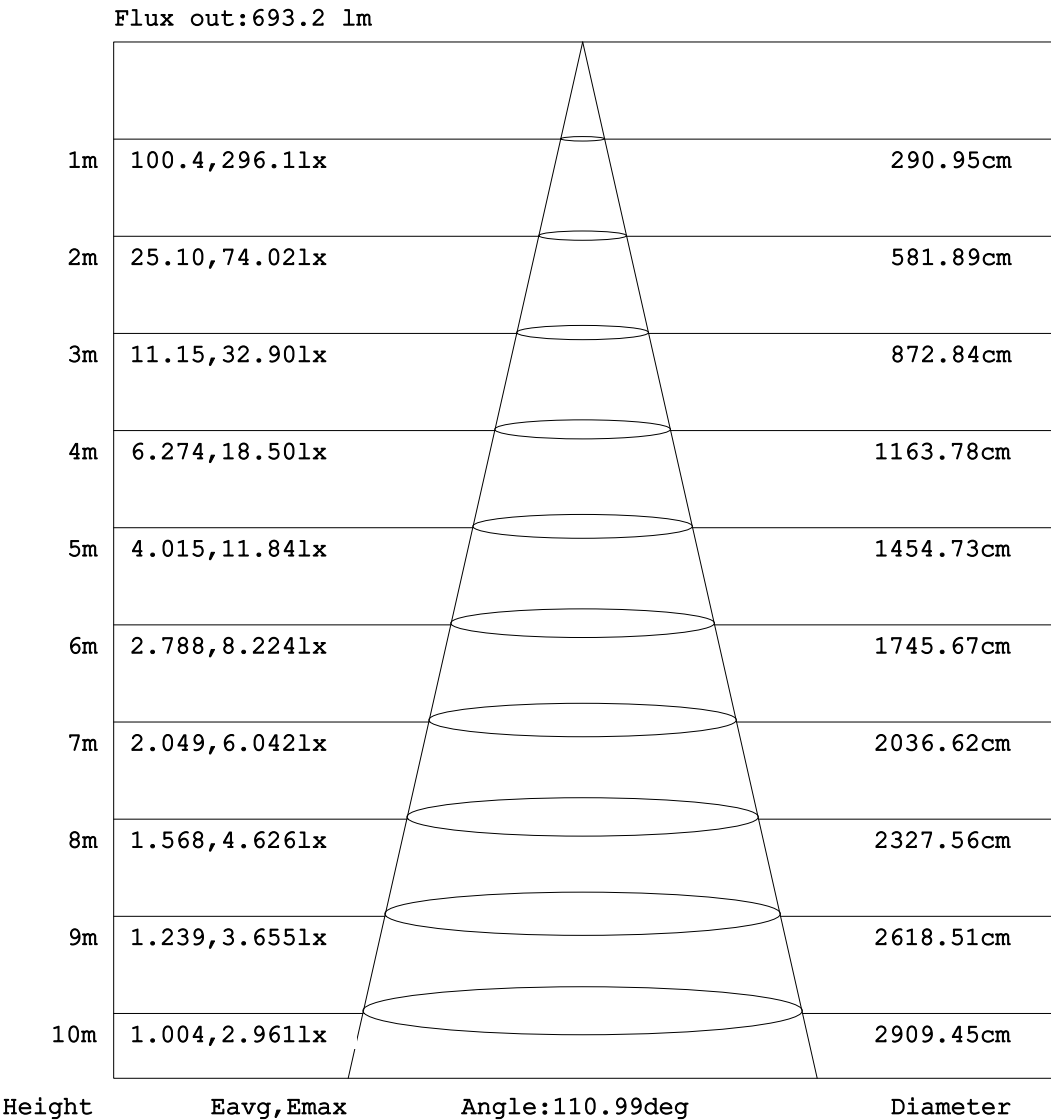 Flux out:693.2 lm
1m 100.4,296.1lx 290.95cm
2m 25.10,74.02lx 581.89cm
3m 11.15,32.90lx 872.84cm
4m 6.274,18.50lx 1163.78cm
5m 4.015,11.84lx 1454.73cm
6m 2.788,8.224lx 1745.67cm
7m 2.049,6.042lx 2036.62cm
8m 1.568,4.626lx 2327.56cm
9m 1.239,3.655lx 2618.51cm
10m 1.004,2.961lx 2909.45cm
Height Eavg,Emax Angle:110.99deg Diameter